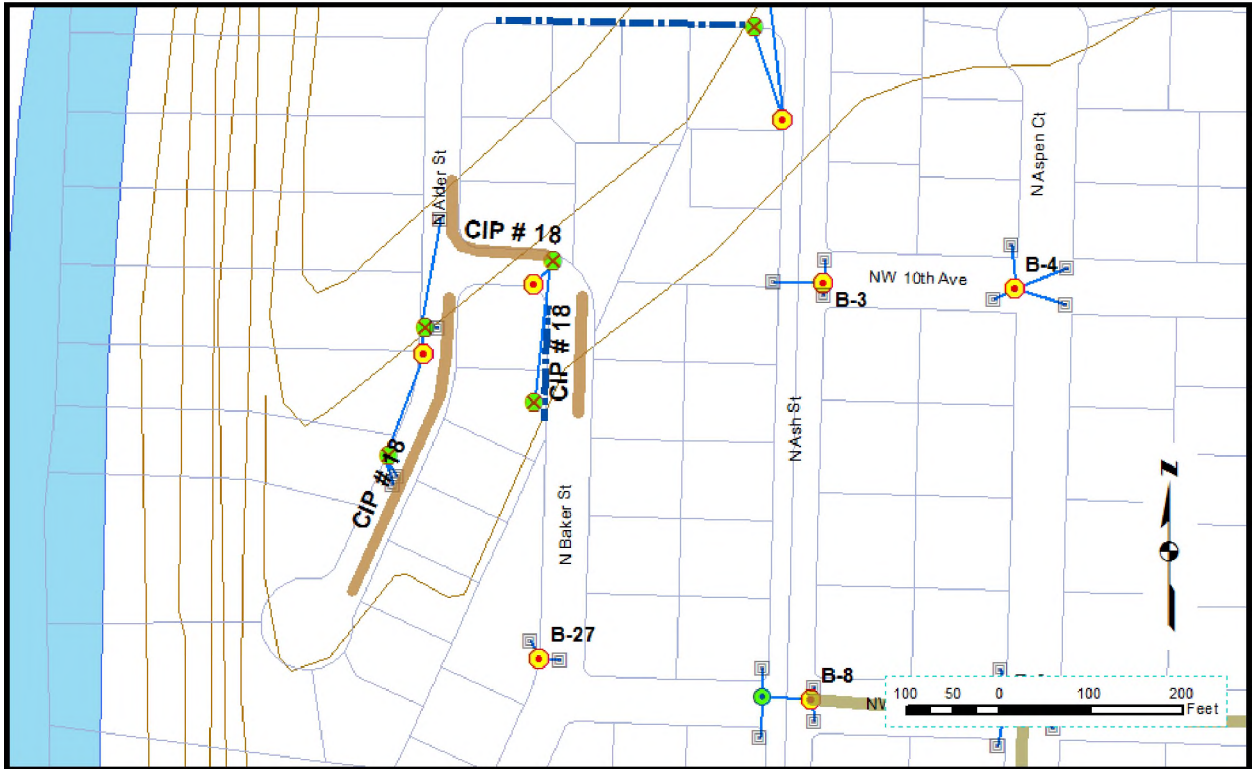 N Aspen Ct
N Alder St
CIP # 18
B-4
NW 10th Ave
B-3
CIP # 18
N Ash St
CIP # 18
N Baker St
Z
B-27
B-8
NW
100 50 0 100 200
Feet